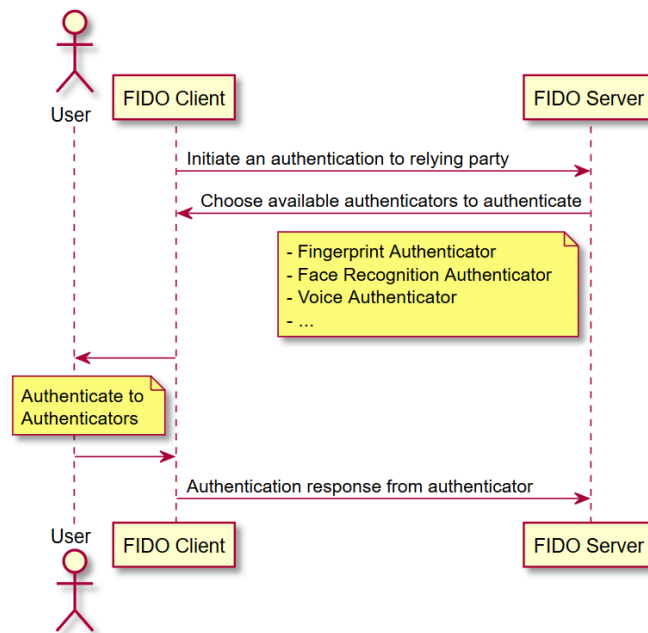 User
FIDO Client
FIDO Server
Initiate an authentication to relying party
Choose available authenticators to authenticate
- Fingerprint Authenticator
- Face Recognition Authenticator
- Voice Authenticator
- ...
Authenticate to
Authenticators
Authentication response from authenticator
User
FIDO Client
FIDO Server